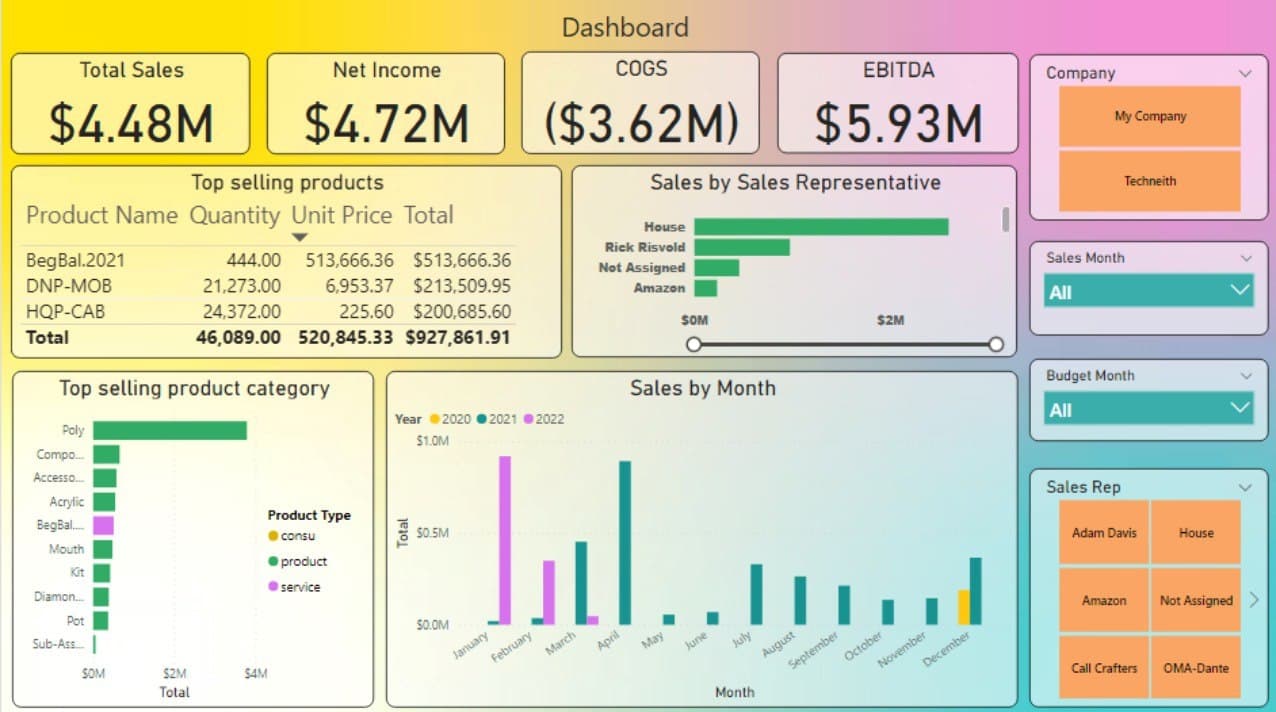 Dashboard
Total Sales
$4.48M
Net Income
$4.72M
COGS
($3.62M)
EBITDA
$5.93M
Company
My Company
Techneith
Top selling products
Product Name Quantity Unit Price Total
BegBal.2021 444.00 513,666.36 $513,666.36
DNP-MOB 21,273.00 6,953.37 $213,509.95
HQP-CAB 24,372.00 225.60 $200,685.60
Total 46,089.00 520,845.33 $927,861.91
Sales by Sales Representative
House
Rick Risvold
Not Assigned
Amazon
$0M $2M
Sales Month
All
Budget Month
All
Top selling product category
Poly
Compo...
Accesso...
Acrylic
BegBal....
Mouth
Kit
Diamon...
Pot
Sub-Ass...
$0M $2M $4M
Total
Product Type
consu
product
service
Sales by Month
Year 2020 2021 2022
$1.0M
$0.5M
$0.0M
Total
January February March April May June July August September October November December
Month
Sales Rep
Adam Davis House
Amazon Not Assigned
Call Crafters OMA-Dante